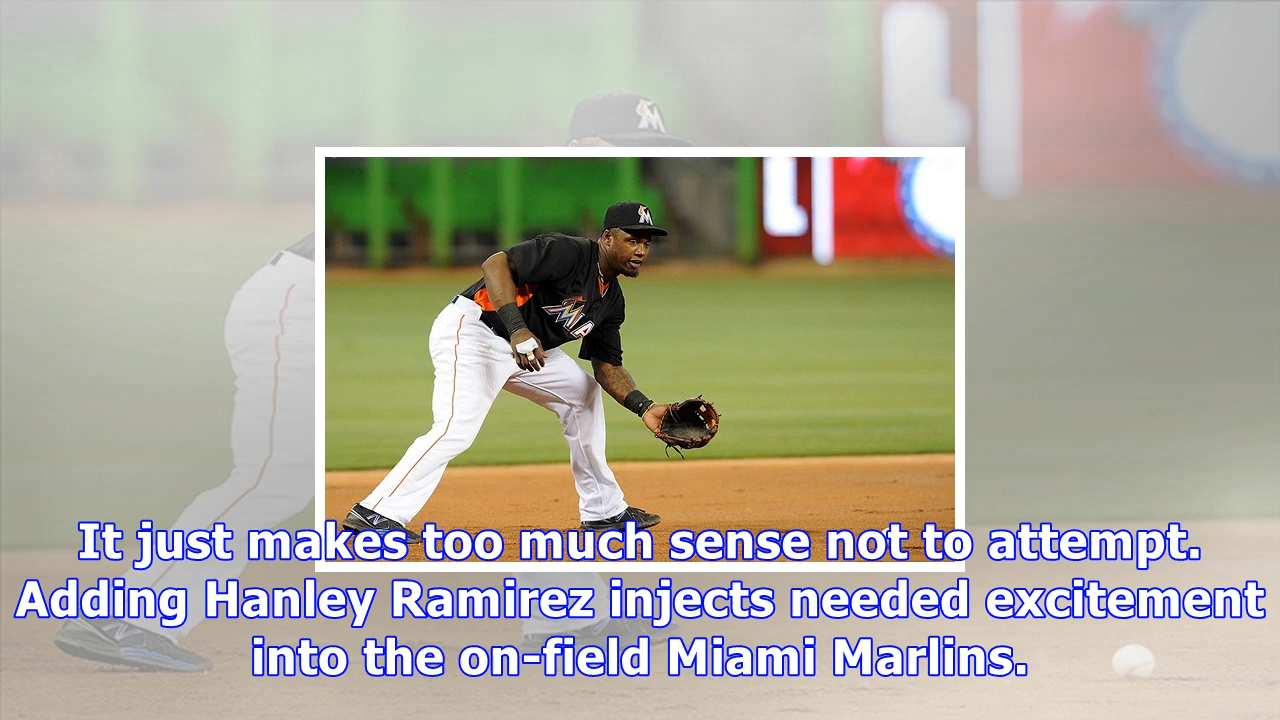 M
MIA
It just makes too much sense not to attempt.
Adding Hanley Ramirez injects needed excitement
into the on-field Miami Marlins.